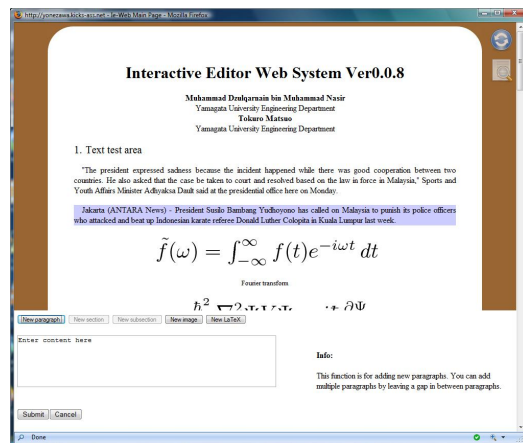 http://yonezawa.kicks-ass.net - Ie-Web Main Page - Mozilla Firefox
Interactive Editor Web System Ver0.0.8
Muhammad Dzulqarnain bin Muhammad Nasir
Yamagata University Engineering Department
Tokuro Matsuo
Yamagata University Engineering Department
1. Text test area
"The president expressed sadness because the incident happened while there was good cooperation between two
countries. He also asked that the case be taken to court and resolved based on the law in force in Malaysia," Sports and
Youth Affairs Minister Adhyaksa Dault said at the presidential office here on Monday.
Jakarta (ANTARA News) - President Susilo Bambang Yudhoyono has called on Malaysia to punish its police officers
who attacked and beat up Indonesian karate referee Donald Luther Colopita in Kuala Lumpur last week.
f̃(ω) = ∫_{-∞}^{∞} f(t)e^{-iωt} dt
Fourier transform
New paragraph New section New subsection New image New LaTeX
Enter content here
Info:
This function is for adding new paragraphs. You can add
multiple paragraphs by leaving a gap in between paragraphs.
Submit Cancel
Done